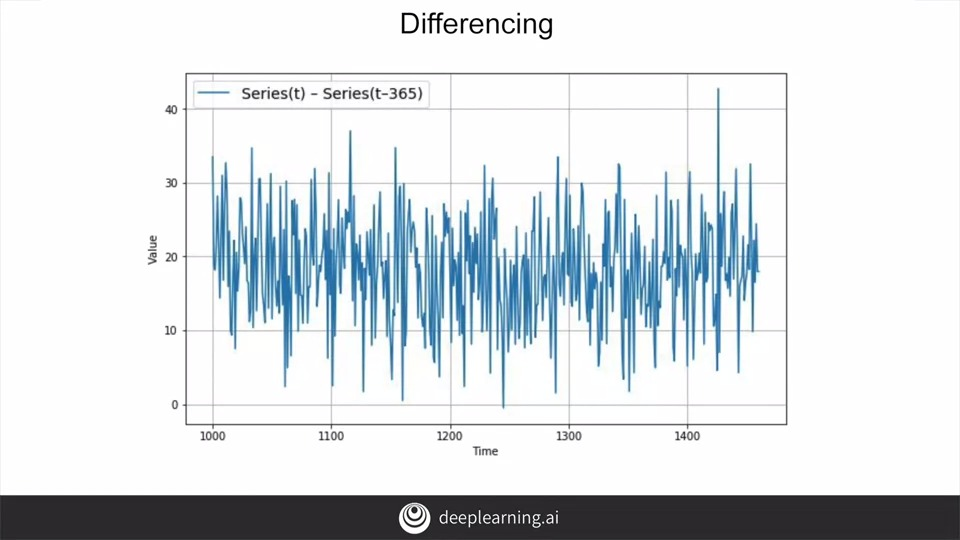 Differencing
Series(t) – Series(t–365)
40
30
20
10
0
Value
1000 1100 1200 1300 1400
Time
deeplearning.ai